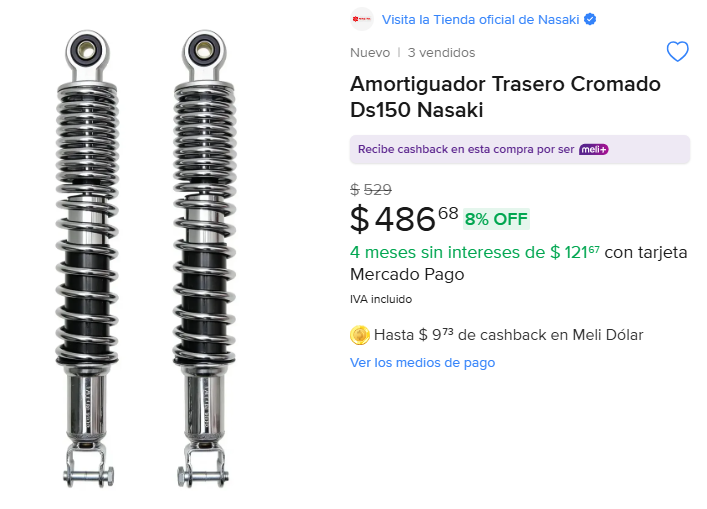 Visita la Tienda oficial de Nasaki
Nuevo | 3 vendidos
Amortiguador Trasero Cromado
Ds150 Nasaki
Recibe cashback en esta compra por ser meli+
$ 529
$ 486 68 8% OFF
4 meses sin intereses de $ 121 67 con tarjeta
Mercado Pago
IVA incluido
Hasta $ 9 73 de cashback en Meli Dólar
Ver los medios de pago